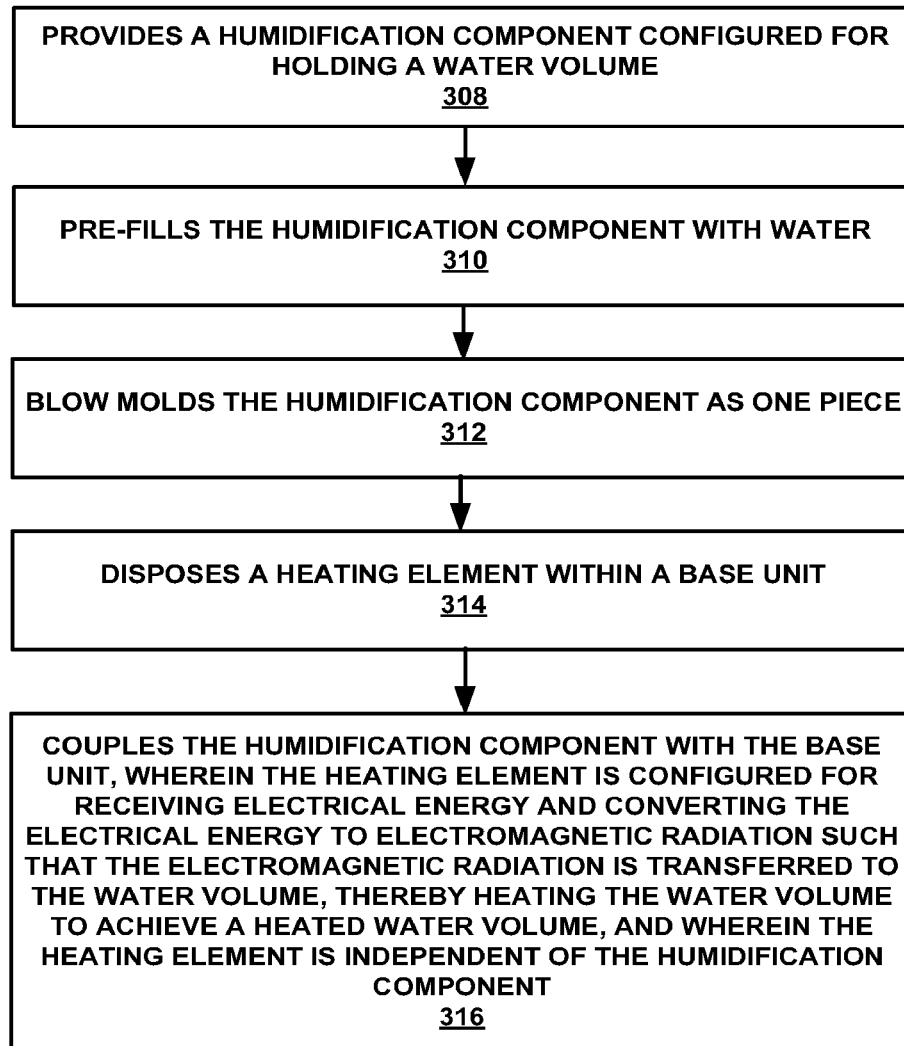 PROVIDES A HUMIDIFICATION COMPONENT CONFIGURED FOR
HOLDING A WATER VOLUME
308
PRE-FILLS THE HUMIDIFICATION COMPONENT WITH WATER
310
BLOW MOLDS THE HUMIDIFICATION COMPONENT AS ONE PIECE
312
DISPOSES A HEATING ELEMENT WITHIN A BASE UNIT
314
COUPLES THE HUMIDIFICATION COMPONENT WITH THE BASE
UNIT, WHEREIN THE HEATING ELEMENT IS CONFIGURED FOR
RECEIVING ELECTRICAL ENERGY AND CONVERTING THE
ELECTRICAL ENERGY TO ELECTROMAGNETIC RADIATION SUCH
THAT THE ELECTROMAGNETIC RADIATION IS TRANSFERRED TO
THE WATER VOLUME, THEREBY HEATING THE WATER VOLUME
TO ACHIEVE A HEATED WATER VOLUME, AND WHEREIN THE
HEATING ELEMENT IS INDEPENDENT OF THE HUMIDIFICATION
COMPONENT
316